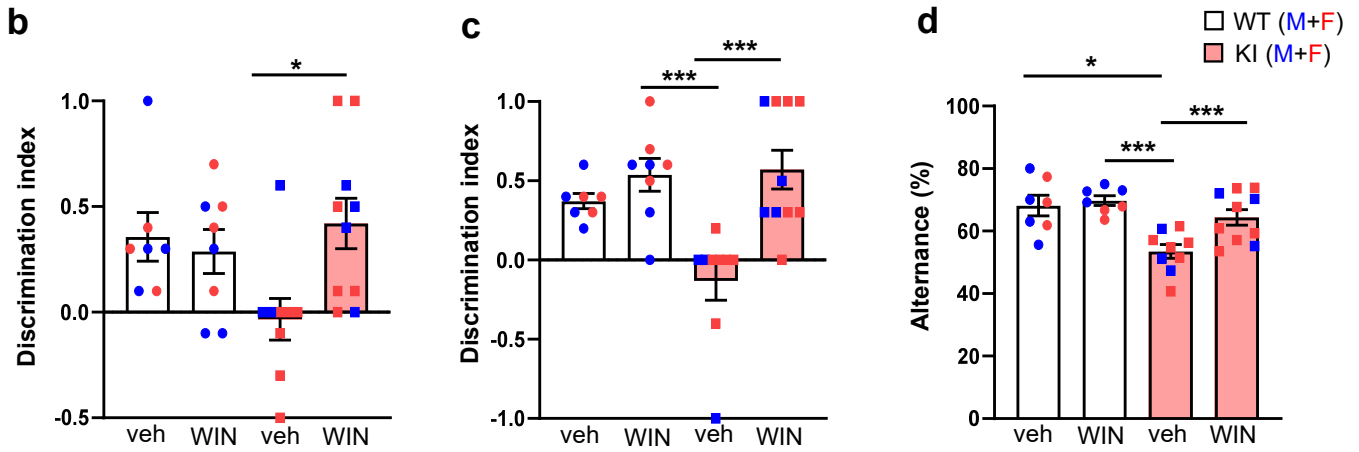 b
Discrimination index
1.0
0.5
0.0
-0.5
*
veh WIN veh WIN
c
Discrimination index
1.0
0.5
0.0
-0.5
-1.0
***
***
veh WIN veh WIN
d
WT (M+F)
KI (M+F)
Alternance (%)
100
80
60
40
20
0
*
***
***
veh WIN veh WIN